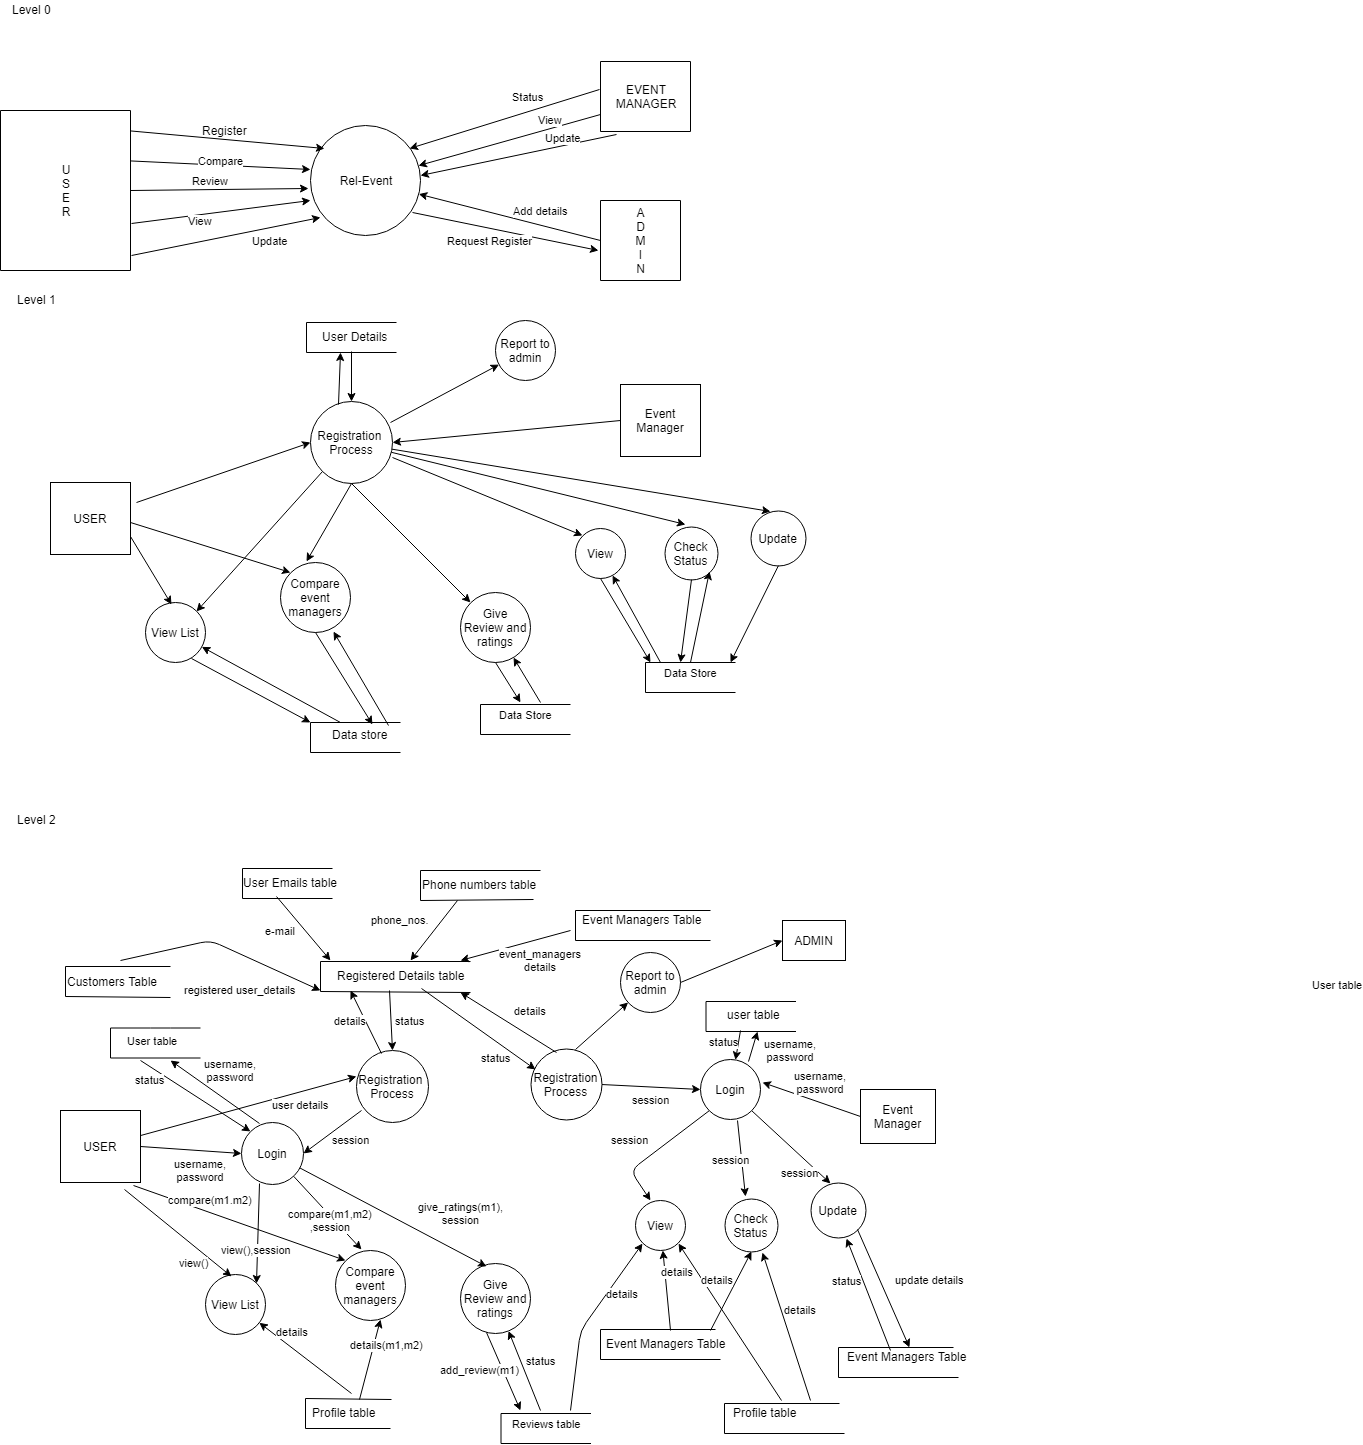 Level 0
EVENT
MANAGER
Status
View
Update
Register
Compare
Review
View
Update
U
S
E
R
Rel-Event
Add details
Request Register
A
D
M
I
N
Level 1
User Details
Report to
admin
Registration
Process
Event
Manager
USER
View
Check
Status
Update
View List
Compare
event
managers
Give
Review and
ratings
Data Store
Data Store
Data store
Level 2
User Emails table
Phone numbers table
e-mail
phone_nos.
Event Managers Table
event_managers
details
ADMIN
Customers Table
registered user_details
Registered Details table
Report to
admin
User table
details
status
details
user table
User table
status
username,
password
status
status
username,
password
Registration
Process
Registration
Process
Login
username,
password
user details
session
Event
Manager
USER
Login
session
username,
password
session
session
session
compare(m1.m2)
compare(m1,m2)
,session
give_ratings(m1),
session
View
Check
Status
Update
view()
view(),session
View List
Compare
event
managers
Give
Review and
ratings
details
details
details
status
update details
details
details
details(m1,m2)
add_review(m1)
status
Event Managers Table
Event Managers Table
Profile table
Reviews table
Profile table